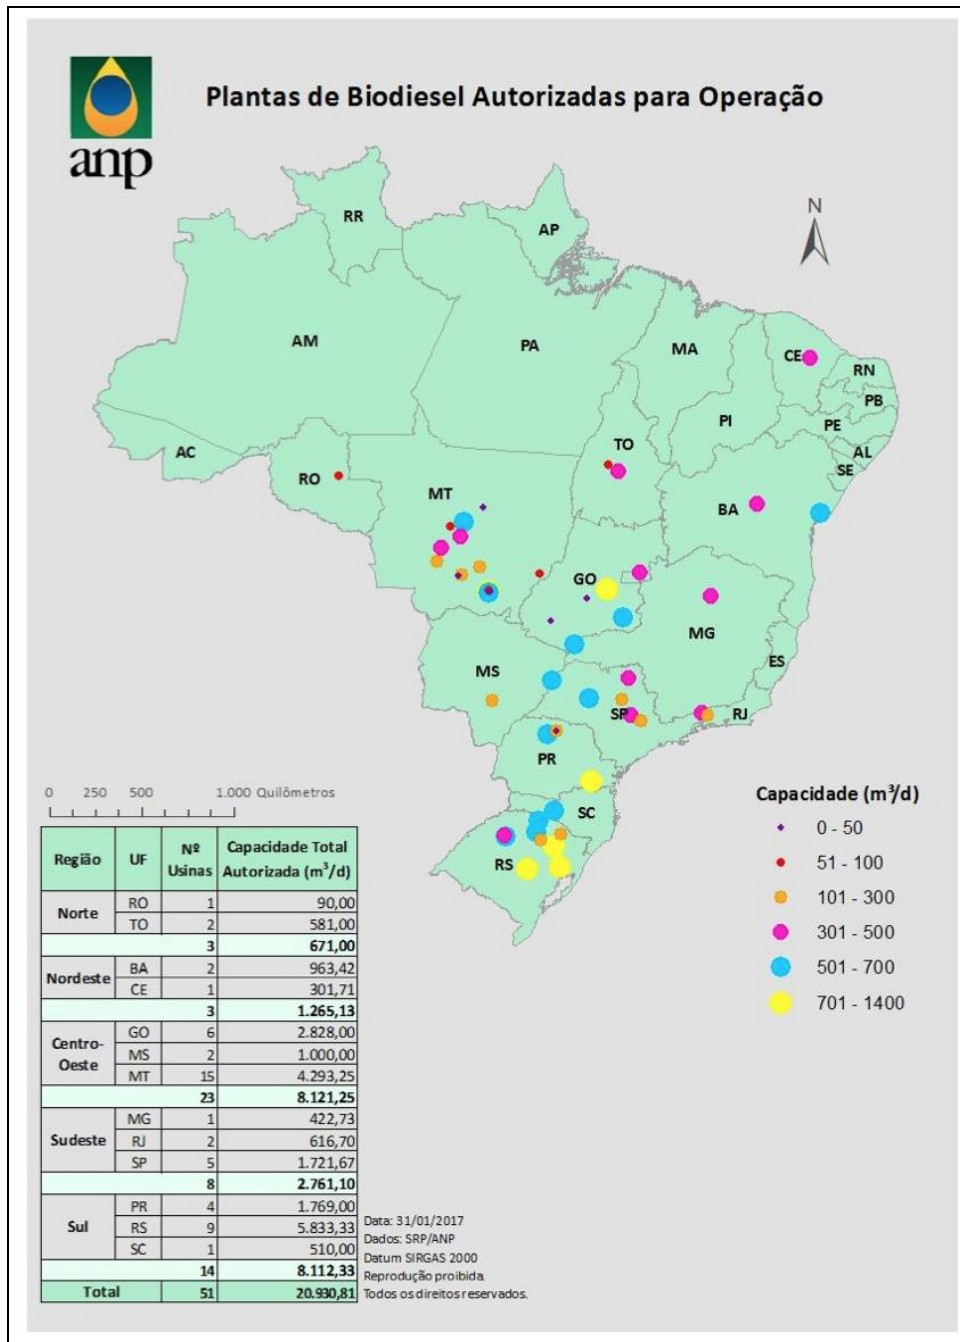 Plantas de Biodiesel Autorizadas para Operação
anp
N
RR
AP
AM
PA
MA
CE
RN
PB
PI
PE
AC
TO
AL
RO
SE
MT
BA
GO
MG
MS
ES
SP
RJ
PR
SC
RS
0 250 500 1.000 Quilômetros
Capacidade (m³/d)
0 - 50
51 - 100
101 - 300
301 - 500
501 - 700
701 - 1400
Região UF Nº Usinas Capacidade Total Autorizada (m³/d)
Norte RO 1 90,00
TO 2 581,00
3 671,00
Nordeste BA 2 963,42
CE 1 301,71
3 1.265,13
Centro-Oeste GO 6 2.828,00
MS 2 1.000,00
MT 15 4.293,25
23 8.121,25
Sudeste MG 1 422,73
RJ 2 616,70
SP 5 1.721,67
8 2.761,10
Sul PR 4 1.769,00
RS 9 5.833,33
SC 1 510,00
14 8.112,33
Total 51 20.930,81
Data: 31/01/2017
Dados: SRP/ANP
Datum SIRGAS 2000
Reprodução proibida.
Todos os direitos reservados.